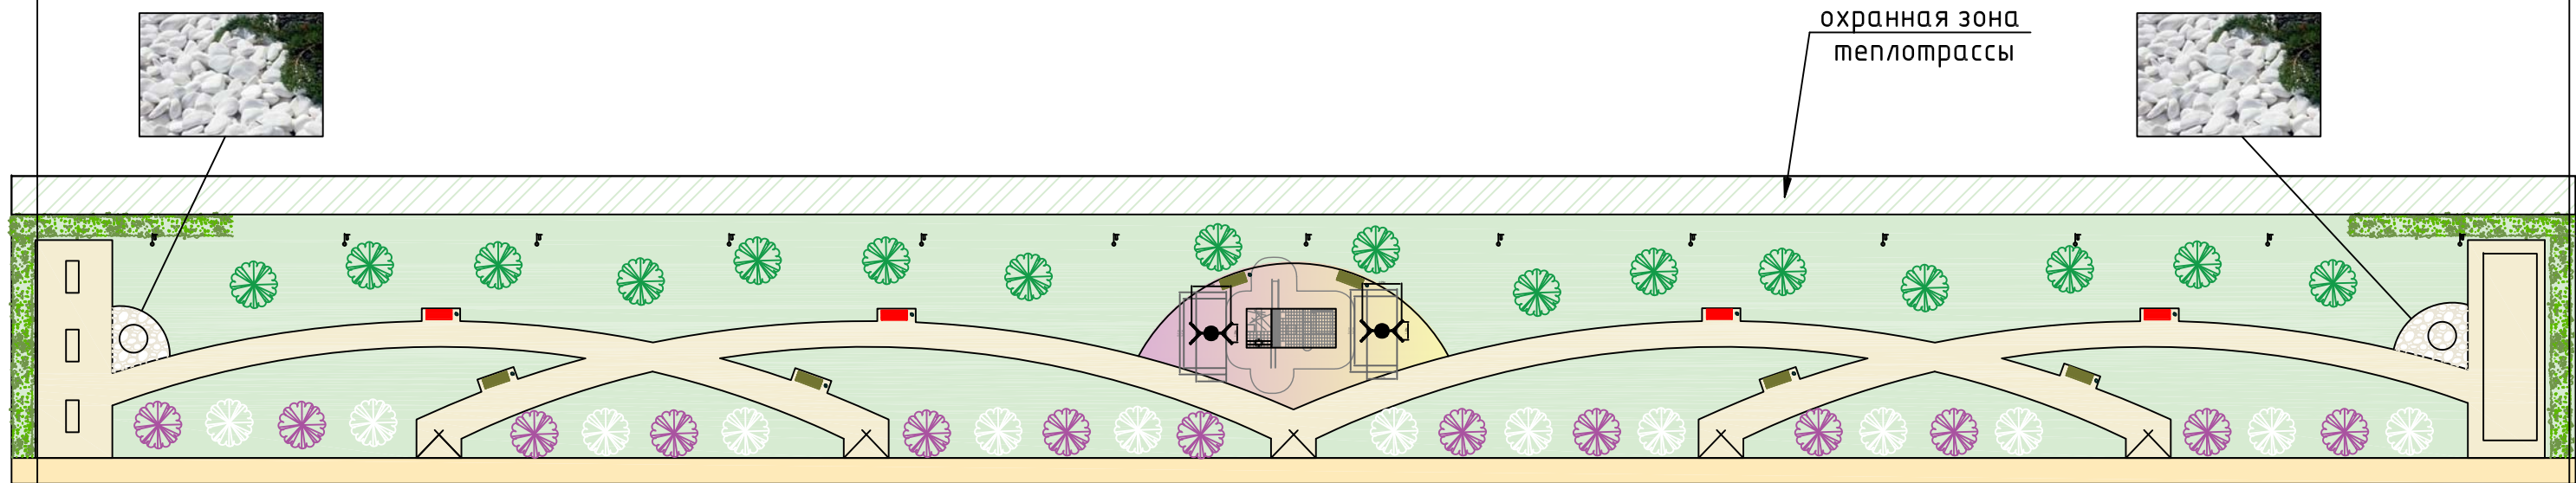 охранная зона
теплотрассы